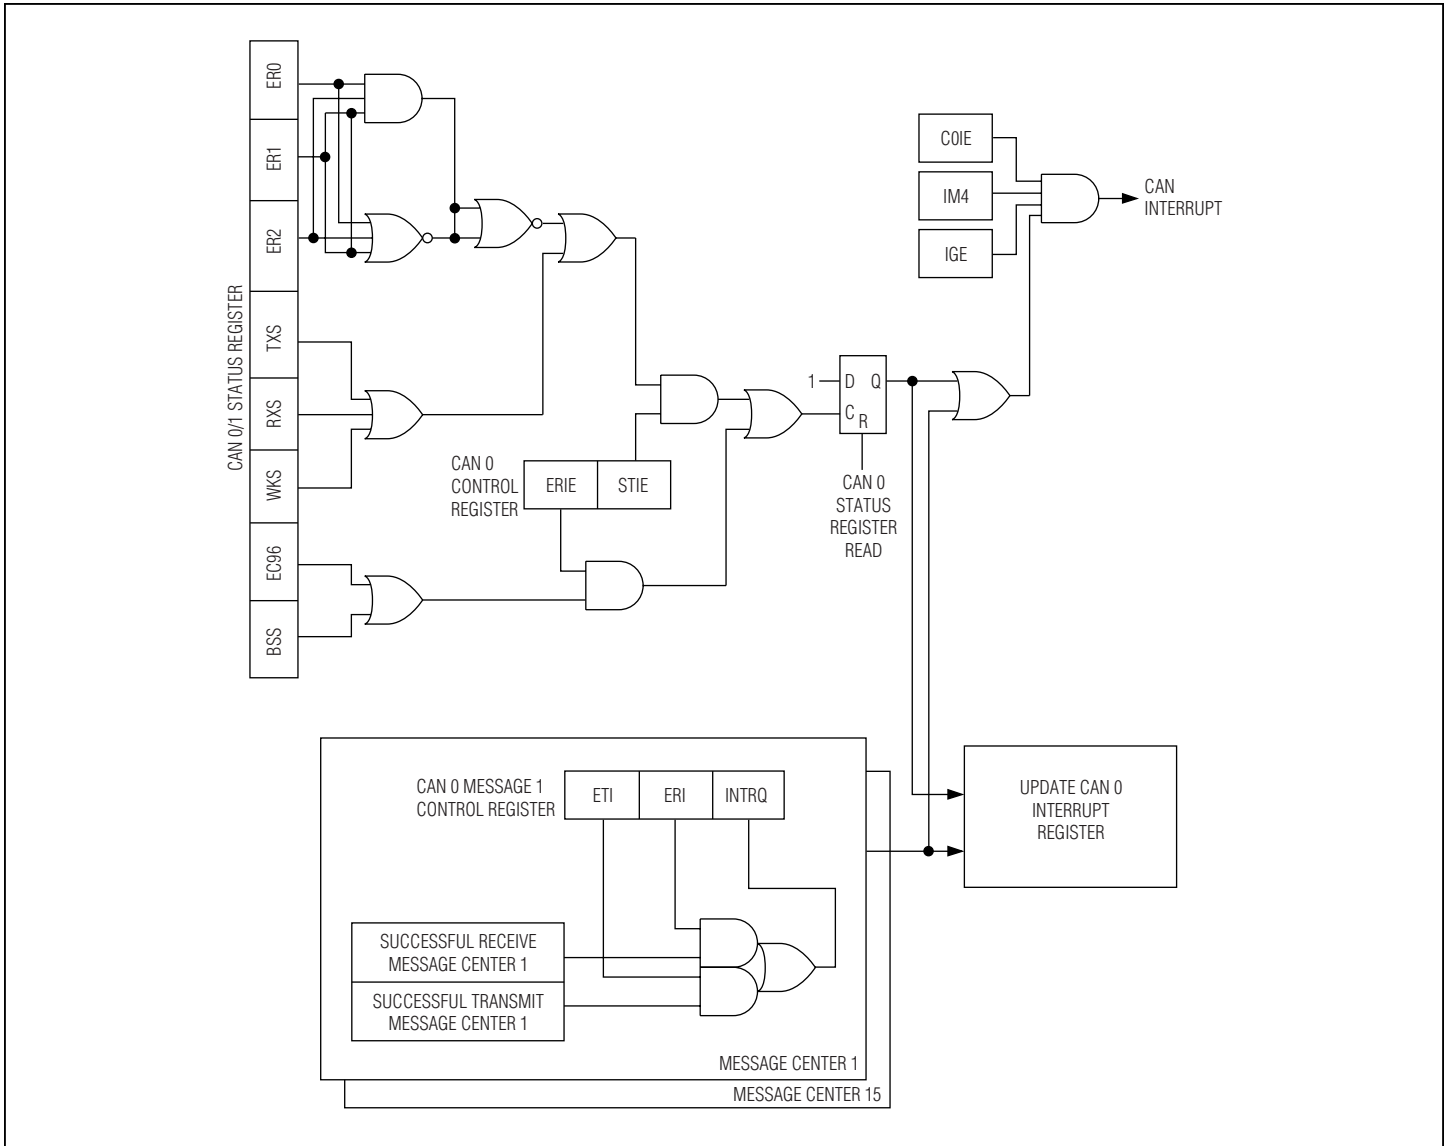 CAN 0/1 STATUS REGISTER
ER0
ER1
ER2
TXS
RXS
WKS
EC96
BSS
CAN 0
CONTROL
REGISTER
ERIE
STIE
1
D
Q
C
R
CAN 0
STATUS
REGISTER
READ
C0IE
IM4
IGE
CAN
INTERRUPT
UPDATE CAN 0
INTERRUPT
REGISTER
CAN 0 MESSAGE 1
CONTROL REGISTER
ETI
ERI
INTRQ
SUCCESSFUL RECEIVE
MESSAGE CENTER 1
SUCCESSFUL TRANSMIT
MESSAGE CENTER 1
MESSAGE CENTER 1
MESSAGE CENTER 15